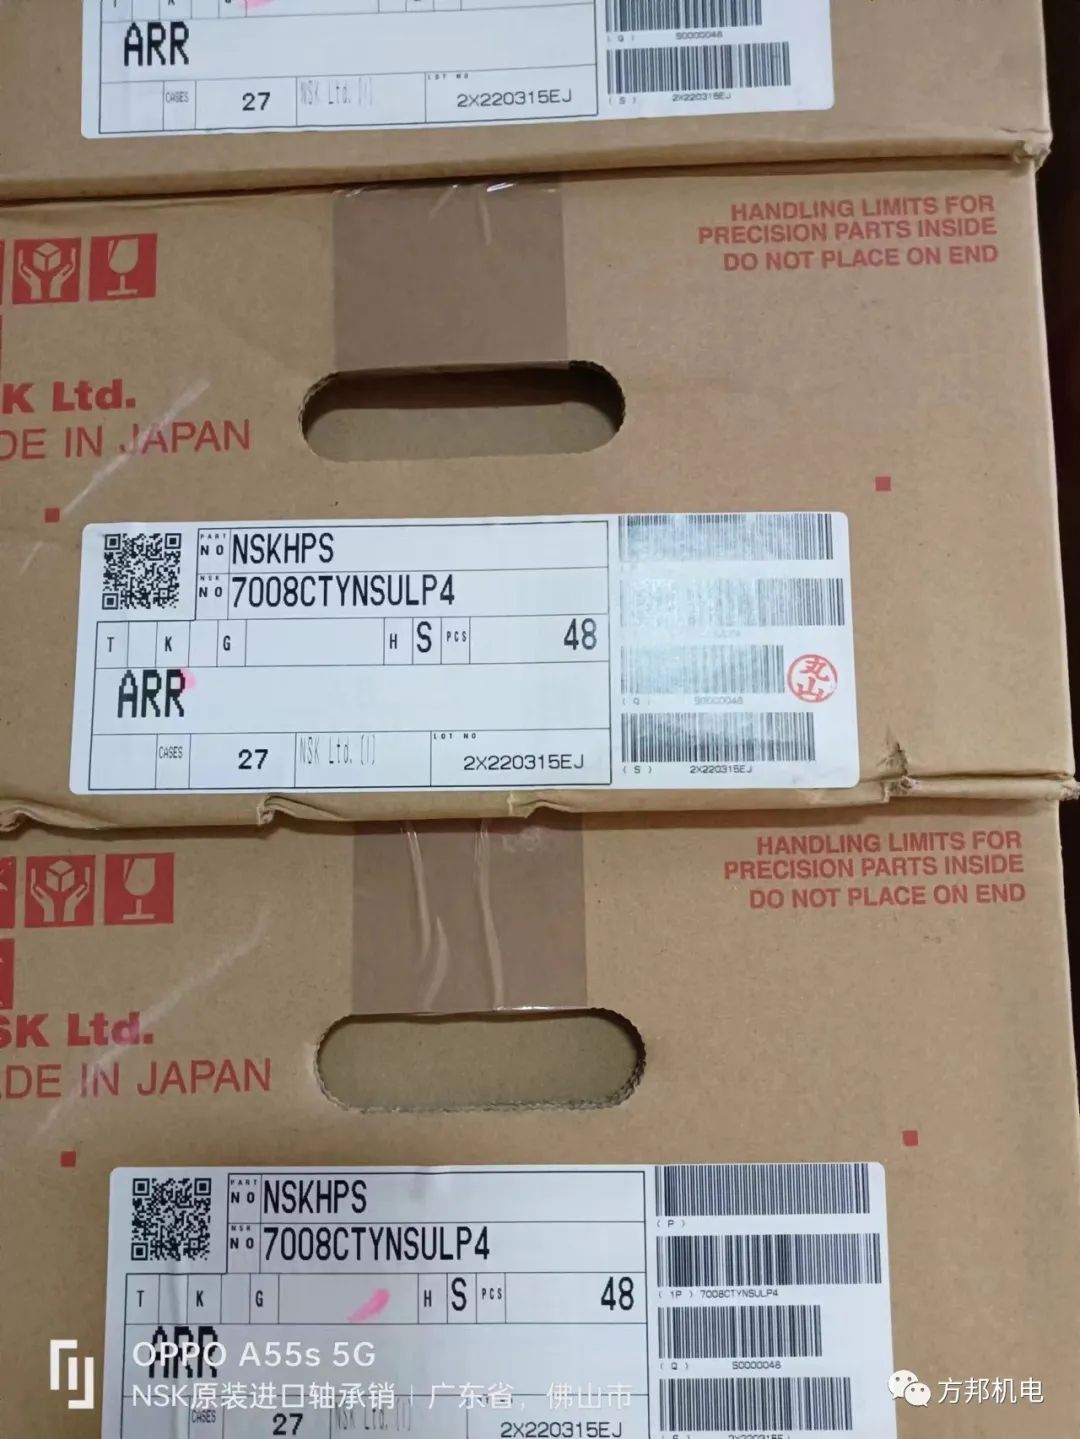 T K G
ARR
CASES 27 NSK Ltd. (I) LOT NO 2X220315EJ
( Q ) S0000048
( S ) 2X220315EJ
HANDLING LIMITS FOR
PRECISION PARTS INSIDE
DO NOT PLACE ON END
K Ltd.
DE IN JAPAN
PART NO NSKHPS
NSK NO 7008CTYNSULP4
T K G H S PCS 48
ARR
CASES 27 NSK Ltd. (I) LOT NO 2X220315EJ
( Q ) S0000048
( S ) 2X220315EJ
丸山
HANDLING LIMITS FOR
PRECISION PARTS INSIDE
DO NOT PLACE ON END
SK Ltd.
ADE IN JAPAN
PART NO NSKHPS
NSK NO 7008CTYNSULP4
T K G H S PCS 48
ARR
CASES 27 NSK Ltd. (I) 2X220315EJ
( P )
( 1P ) 7008CTYNSULP4
( Q ) S0000048
( S ) 2X220315EJ
OPPO A55s 5G
NSK原装进口轴承销 | 广东省，佛山市
方邦机电